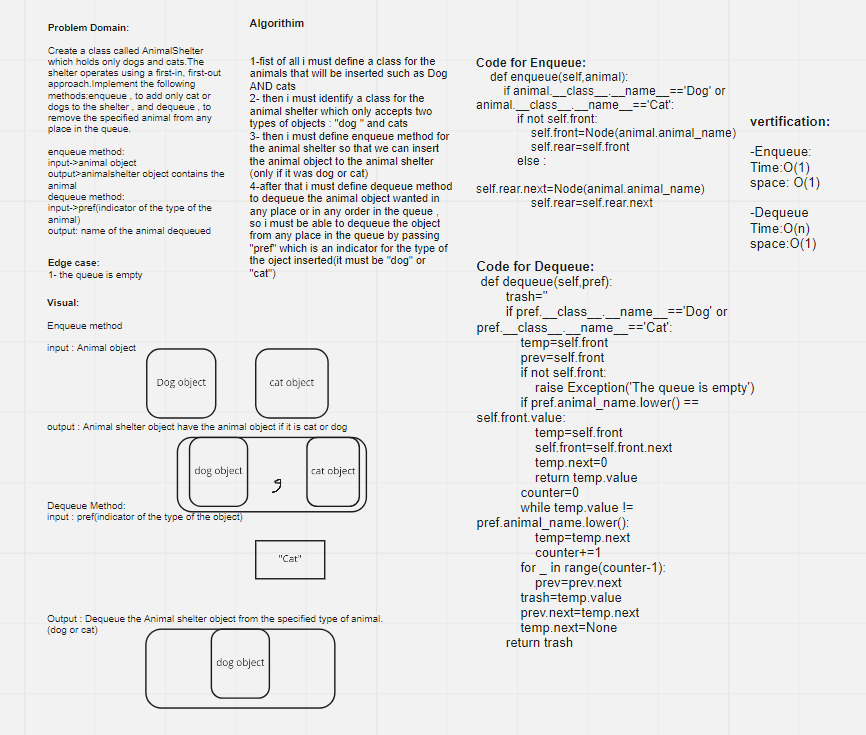 Problem Domain:
Create a class called AnimalShelter
which holds only dogs and cats.The
shelter operates using a first-in, first-out
approach.Implement the following
methods:enqueue , to add only cat or
dogs to the shelter , and dequeue , to
remove the specified animal from any
place in the queue.
enqueue method:
input->animal object
output>animalshelter object contains the
animal
dequeue method:
input->pref(indicator of the type of the
animal)
output: name of the animal dequeued
Edge case:
1- the queue is empty
Visual:
Enqueue method
input : Animal object
Dog object
cat object
output : Animal shelter object have the animal object if it is cat or dog
dog object
,
cat object
Dequeue Method:
input : pref(indicator of the type of the object)
"Cat"
Output : Dequeue the Animal shelter object from the specified type of animal.
(dog or cat)
dog object
Algorithim
1-fist of all i must define a class for the
animals that will be inserted such as Dog
AND cats
2- then i must identify a class for the
animal shelter which only accepts two
types of objects : "dog " and cats
3- then i must define enqueue method for
the animal shelter so that we can insert
the animal object to the animal shelter
(only if it was dog or cat)
4-after that i must define dequeue method
to dequeue the animal object wanted in
any place or in any order in the queue ,
so i must be able to dequeue the object
from any place in the queue by passing
"pref" which is an indicator for the type of
the oject inserted(it must be "dog" or
"cat")
Code for Enqueue:
def enqueue(self,animal):
if animal.__class__.__name__=='Dog' or
animal.__class__.__name__=='Cat':
if not self.front:
self.front=Node(animal.animal_name)
self.rear=self.front
else :
self.rear.next=Node(animal.animal_name)
self.rear=self.rear.next
Code for Dequeue:
def dequeue(self,pref):
trash=''
if pref.__class__.__name__=='Dog' or
pref.__class__.__name__=='Cat':
temp=self.front
prev=self.front
if not self.front:
raise Exception('The queue is empty')
if pref.animal_name.lower() ==
self.front.value:
temp=self.front
self.front=self.front.next
temp.next=0
return temp.value
counter=0
while temp.value !=
pref.animal_name.lower():
temp=temp.next
counter+=1
for _ in range(counter-1):
prev=prev.next
trash=temp.value
prev.next=temp.next
temp.next=None
return trash
vertification:
-Enqueue:
Time:O(1)
space: O(1)
-Dequeue
Time:O(n)
space:O(1)